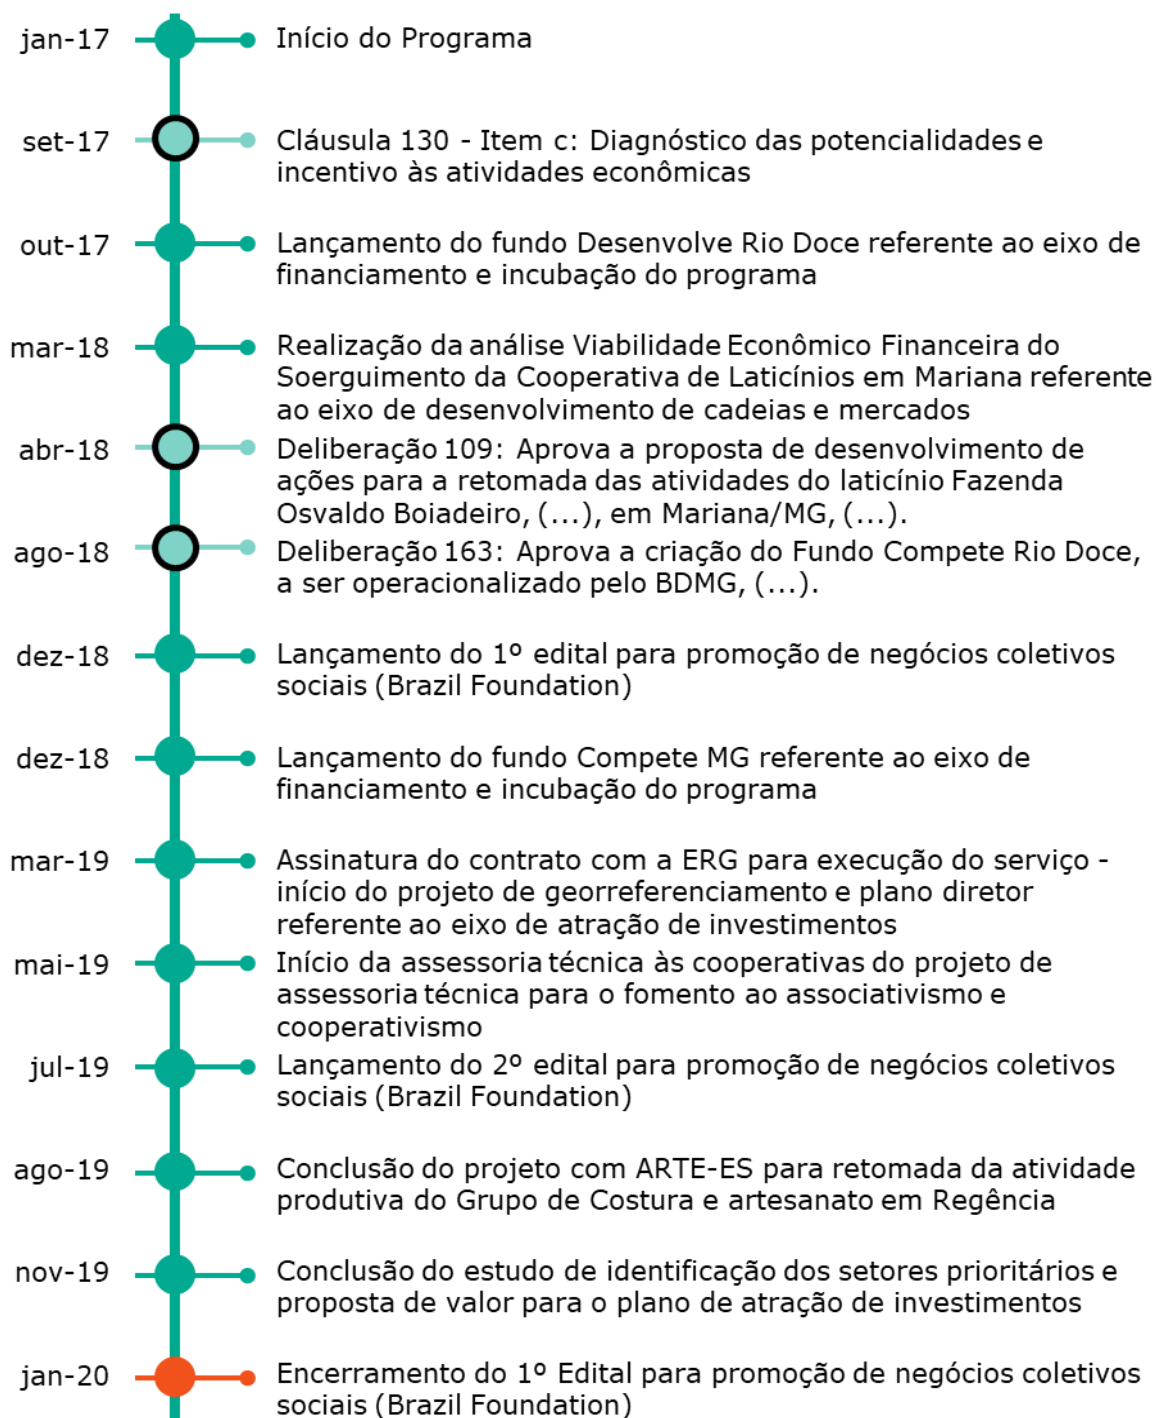 jan-17 Início do Programa
set-17 Cláusula 130 - Item c: Diagnóstico das potencialidades e
incentivo às atividades econômicas
out-17 Lançamento do fundo Desenvolve Rio Doce referente ao eixo de
financiamento e incubação do programa
mar-18 Realização da análise Viabilidade Econômico Financeira do
Soerguimento da Cooperativa de Laticínios em Mariana referente
ao eixo de desenvolvimento de cadeias e mercados
abr-18 Deliberação 109: Aprova a proposta de desenvolvimento de
ações para a retomada das atividades do laticínio Fazenda
Osvaldo Boiadeiro, (...), em Mariana/MG, (...).
ago-18 Deliberação 163: Aprova a criação do Fundo Compete Rio Doce,
a ser operacionalizado pelo BDMG, (...).
dez-18 Lançamento do 1º edital para promoção de negócios coletivos
sociais (Brazil Foundation)
dez-18 Lançamento do fundo Compete MG referente ao eixo de
financiamento e incubação do programa
mar-19 Assinatura do contrato com a ERG para execução do serviço -
início do projeto de georreferenciamento e plano diretor
referente ao eixo de atração de investimentos
mai-19 Início da assessoria técnica às cooperativas do projeto de
assessoria técnica para o fomento ao associativismo e
cooperativismo
jul-19 Lançamento do 2º edital para promoção de negócios coletivos
sociais (Brazil Foundation)
ago-19 Conclusão do projeto com ARTE-ES para retomada da atividade
produtiva do Grupo de Costura e artesanato em Regência
nov-19 Conclusão do estudo de identificação dos setores prioritários e
proposta de valor para o plano de atração de investimentos
jan-20 Encerramento do 1º Edital para promoção de negócios coletivos
sociais (Brazil Foundation)